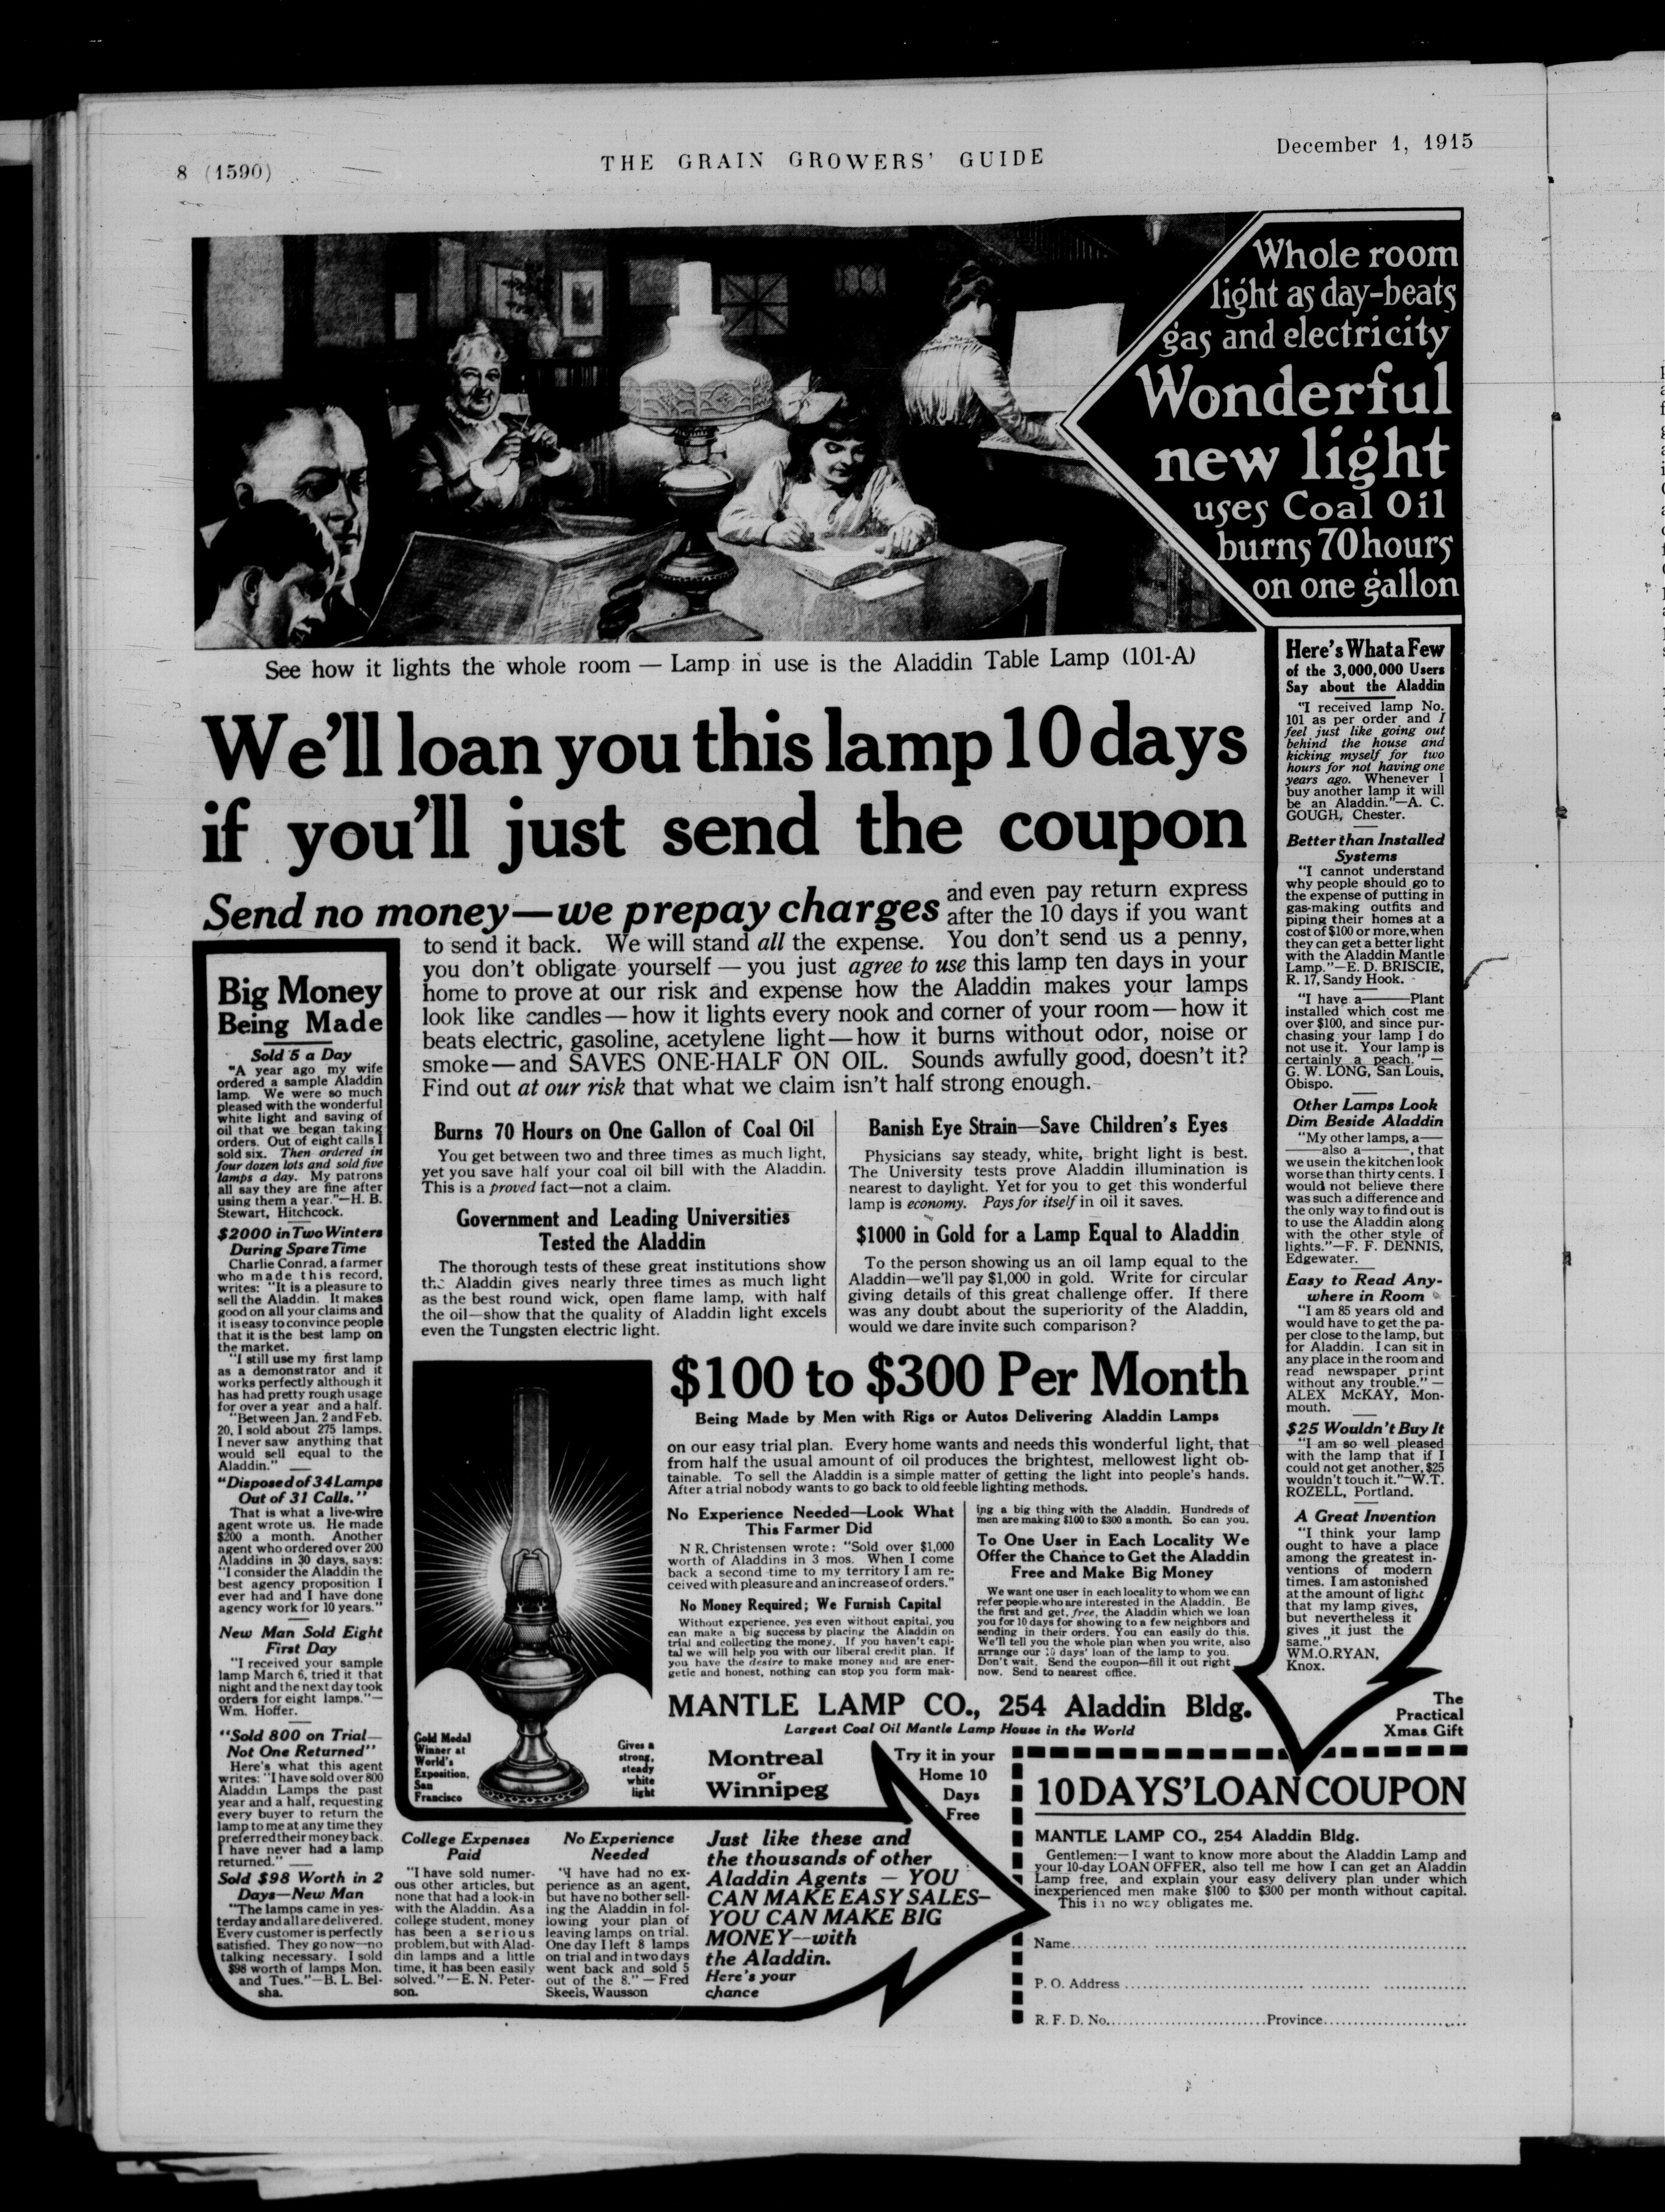 8 (1590)
THE GRAIN GROWERS' GUIDE
December 1, 1915
Whole room
light as day-beats
gas and electricity
Wonderful
new light
uses Coal Oil
burns 70 hours
on one gallon
See how it lights the whole room — Lamp in use is the Aladdin Table Lamp (101-A)
We'll loan you this lamp 10 days
if you'll just send the coupon
Send no money—we prepay charges and even pay return express
after the 10 days if you want
to send it back. We will stand all the expense. You don't send us a penny,
you don't obligate yourself — you just agree to use this lamp ten days in your
home to prove at our risk and expense how the Aladdin makes your lamps
look like candles — how it lights every nook and corner of your room — how it
beats electric, gasoline, acetylene light — how it burns without odor, noise or
smoke — and SAVES ONE-HALF ON OIL. Sounds awfully good, doesn't it?
Find out at our risk that what we claim isn't half strong enough.
Big Money
Being Made
Sold 5 a Day
"A year ago my wife
ordered a sample Aladdin
lamp. We were so much
pleased with the wonderful
white light and saving of
oil that we began taking
orders. Out of eight calls I
sold six. Then ordered in
four dozen lots and sold five
lamps a day. My patrons
all say they are fine after
using them a year."—H. B.
Stewart, Hitchcock.
$2000 in Two Winters
During Spare Time
Charlie Conrad, a farmer
who made this record,
writes: "It is a pleasure to
sell the Aladdin. It makes
good on all your claims and
it is easy to convince people
that it is the best lamp on
the market.
"I still use my first lamp
as a demonstrator and it
works perfectly although it
has had pretty rough usage
for over a year and a half.
"Between Jan. 2 and Feb.
20, I sold about 275 lamps.
I never saw anything that
would sell equal to the
Aladdin."
"Disposed of 34 Lamps
Out of 31 Calls."
That is what a live-wire
agent wrote us. He made
$200 a month. Another
agent who ordered over 200
Aladdins in 30 days, says:
"I consider the Aladdin the
best agency proposition I
ever had and I have done
agency work for 10 years."
New Man Sold Eight
First Day
"I received your sample
lamp March 6, tried it that
night and the next day took
orders for eight lamps."—
Wm. Hoffer.
"Sold 800 on Trial—
Not One Returned"
Here's what this agent
writes: "I have sold over 800
Aladdin Lamps the past
year and a half, requesting
every buyer to return the
lamp to me at any time they
preferred their money back.
I have never had a lamp
returned."
Sold $98 Worth in 2
Days—New Man
"The lamps came in yes-
terday and all are delivered.
Every customer is perfectly
satisfied. They go now—no
talking necessary. I sold
$98 worth of lamps Mon.
and Tues."—B. L. Bel-
sha.
Burns 70 Hours on One Gallon of Coal Oil
You get between two and three times as much light,
yet you save half your coal oil bill with the Aladdin.
This is a proved fact—not a claim.
Government and Leading Universities
Tested the Aladdin
The thorough tests of these great institutions show
the Aladdin gives nearly three times as much light
as the best round wick, open flame lamp, with half
the oil—show that the quality of Aladdin light excels
even the Tungsten electric light.
Banish Eye Strain—Save Children's Eyes
Physicians say steady, white, bright light is best.
The University tests prove Aladdin illumination is
nearest to daylight. Yet for you to get this wonderful
lamp is economy. Pays for itself in oil it saves.
$1000 in Gold for a Lamp Equal to Aladdin
To the person showing us an oil lamp equal to the
Aladdin—we'll pay $1,000 in gold. Write for circular
giving details of this great challenge offer. If there
was any doubt about the superiority of the Aladdin,
would we dare invite such comparison?
$100 to $300 Per Month
Being Made by Men with Rigs or Autos Delivering Aladdin Lamps
on our easy trial plan. Every home wants and needs this wonderful light, that
from half the usual amount of oil produces the brightest, mellowest light ob-
tainable. To sell the Aladdin is a simple matter of getting the light into people's hands.
After a trial nobody wants to go back to old feeble lighting methods.
No Experience Needed—Look What
This Farmer Did
N R. Christensen wrote: "Sold over $1,000
worth of Aladdins in 3 mos. When I come
back a second time to my territory I am re-
ceived with pleasure and an increase of orders."
No Money Required; We Furnish Capital
Without experience, yes even without capital, you
can make a big success by placing the Aladdin on
trial and collecting the money. If you haven't capi-
tal we will help you with our liberal credit plan. If
you have the desire to make money and are ener-
getic and honest, nothing can stop you form mak-
ing a big thing with the Aladdin. Hundreds of
men are making $100 to $300 a month. So can you.
To One User in Each Locality We
Offer the Chance to Get the Aladdin
Free and Make Big Money
We want one user in each locality to whom we can
refer people who are interested in the Aladdin. Be
the first and get, free, the Aladdin which we loan
you for 10 days for showing to a few neighbors and
sending in their orders. You can easily do this.
We'll tell you the whole plan when you write, also
arrange our 10 days' loan of the lamp to you.
Don't wait. Send the coupon—fill it out right
now. Send to nearest office.
Gold Medal
Winner at
World's
Exposition,
San
Francisco
Gives a
strong,
steady
white
light
MANTLE LAMP CO., 254 Aladdin Bldg.
Largest Coal Oil Mantle Lamp House in the World
Montreal
or
Winnipeg
Try it in your
Home 10
Days
Free
College Expenses
Paid
"I have sold numer-
ous other articles, but
none that had a look-in
with the Aladdin. As a
college student, money
has been a serious
problem, but with Alad-
din lamps and a little
time, it has been easily
solved."—E. N. Peter-
son.
No Experience
Needed
"I have had no ex-
perience as an agent,
but have no bother sell-
ing the Aladdin in fol-
lowing your plan of
leaving lamps on trial.
One day I left 8 lamps
on trial and in two days
went back and sold 5
out of the 8." — Fred
Skeels, Wausson
Just like these and
the thousands of other
Aladdin Agents — YOU
CAN MAKE EASY SALES—
YOU CAN MAKE BIG
MONEY—with
the Aladdin.
Here's your
chance
Here's What a Few
of the 3,000,000 Users
Say about the Aladdin
"I received lamp No.
101 as per order and I
feel just like going out
behind the house and
kicking myself for two
hours for not having one
years ago. Whenever I
buy another lamp it will
be an Aladdin."—A. C.
GOUGH, Chester.
Better than Installed
Systems
"I cannot understand
why people should go to
the expense of putting in
gas-making outfits and
piping their homes at a
cost of $100 or more, when
they can get a better light
with the Aladdin Mantle
Lamp."—E. D. BRISCIE,
R. 17, Sandy Hook.
"I have a——Plant
installed which cost me
over $100, and since pur-
chasing your lamp I do
not use it. Your lamp is
certainly a peach." —
G. W. LONG, San Louis,
Obispo.
Other Lamps Look
Dim Beside Aladdin
"My other lamps, a—
——also a——, that
we use in the kitchen look
worse than thirty cents. I
would not believe there
was such a difference and
the only way to find out is
to use the Aladdin along
with the other style of
lights."—F. F. DENNIS,
Edgewater.
Easy to Read Any-
where in Room
"I am 85 years old and
would have to get the pa-
per close to the lamp, but
for Aladdin. I can sit in
any place in the room and
read newspaper print
without any trouble." —
ALEX McKAY, Mon-
mouth.
$25 Wouldn't Buy It
"I am so well pleased
with the lamp that if I
could not get another, $25
wouldn't touch it."—W.T.
ROZELL, Portland.
A Great Invention
"I think your lamp
ought to have a place
among the greatest in-
ventions of modern
times. I am astonished
at the amount of light
that my lamp gives,
but nevertheless it
gives it just the
same."
WM.O.RYAN,
Knox.
The
Practical
Xmas Gift
10 DAYS' LOAN COUPON
MANTLE LAMP CO., 254 Aladdin Bldg.
Gentlemen:— I want to know more about the Aladdin Lamp and
your 10-day LOAN OFFER, also tell me how I can get an Aladdin
Lamp free, and explain your easy delivery plan under which
inexperienced men make $100 to $300 per month without capital.
This in no way obligates me.
Name
P. O. Address
R. F. D. No. Province